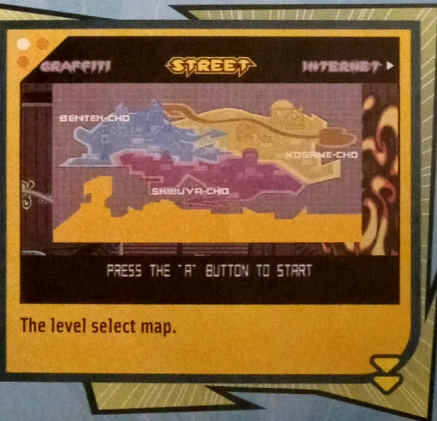 GRAFFITI STREET INTERNET
BENTEN-CHO
KOGANE-CHO
SHIBUYA-CHO
PRESS THE "A" BUTTON TO START
The level select map.